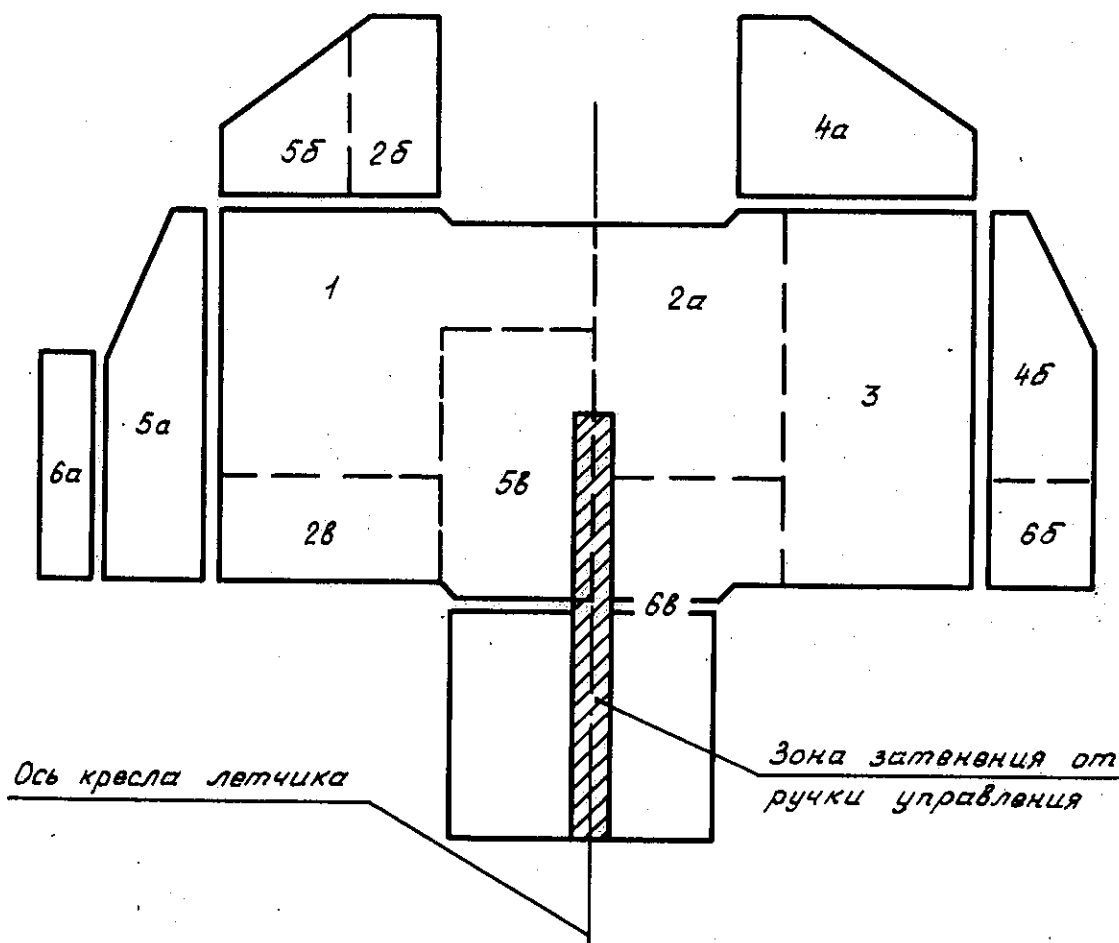 5б
2б
4а
1
2а
3
4б
5а
6а
5в
2в
6б
6в
Ось кресла летчика
Зона затенения от
ручки управления